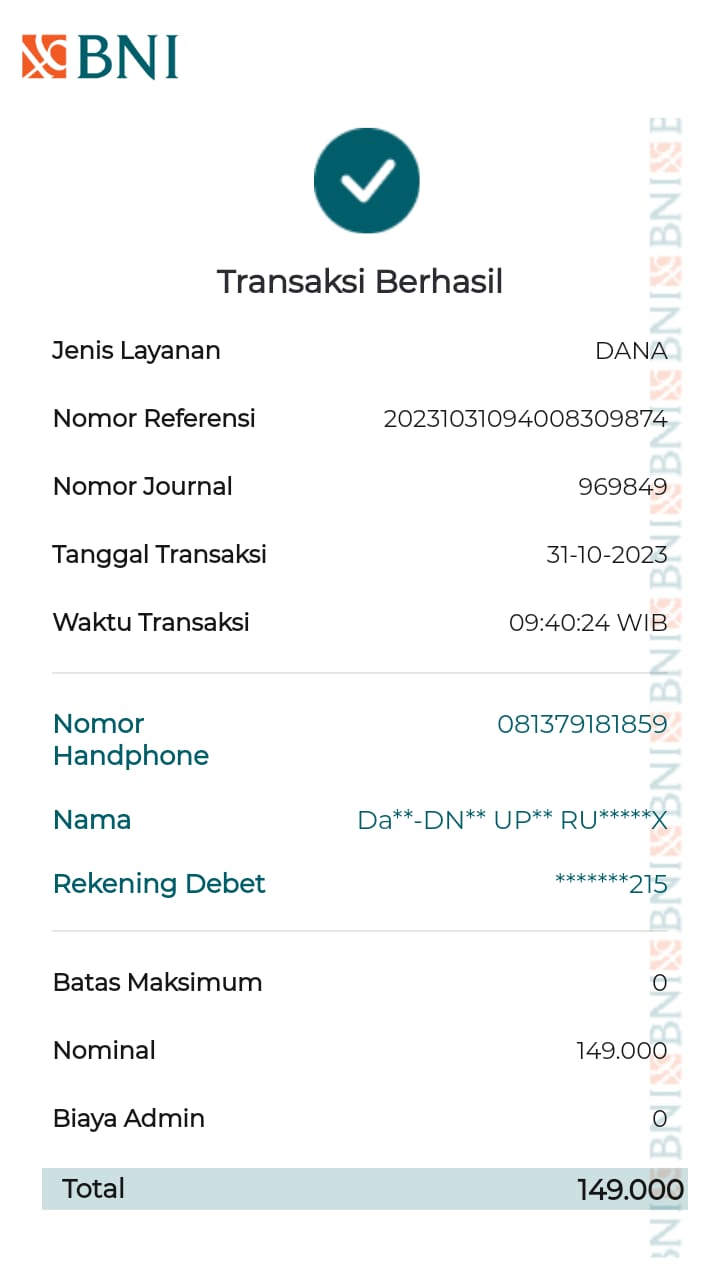 BNI
Transaksi Berhasil
Jenis Layanan DANA
Nomor Referensi 20231031094008309874
Nomor Journal 969849
Tanggal Transaksi 31-10-2023
Waktu Transaksi 09:40:24 WIB
Nomor Handphone 081379181859
Nama Da**-DN** UP** RU*****X
Rekening Debet *******215
Batas Maksimum 0
Nominal 149.000
Biaya Admin 0
Total 149.000
BNI BNI BNI BNI BNI BNI BNI BNI BNI